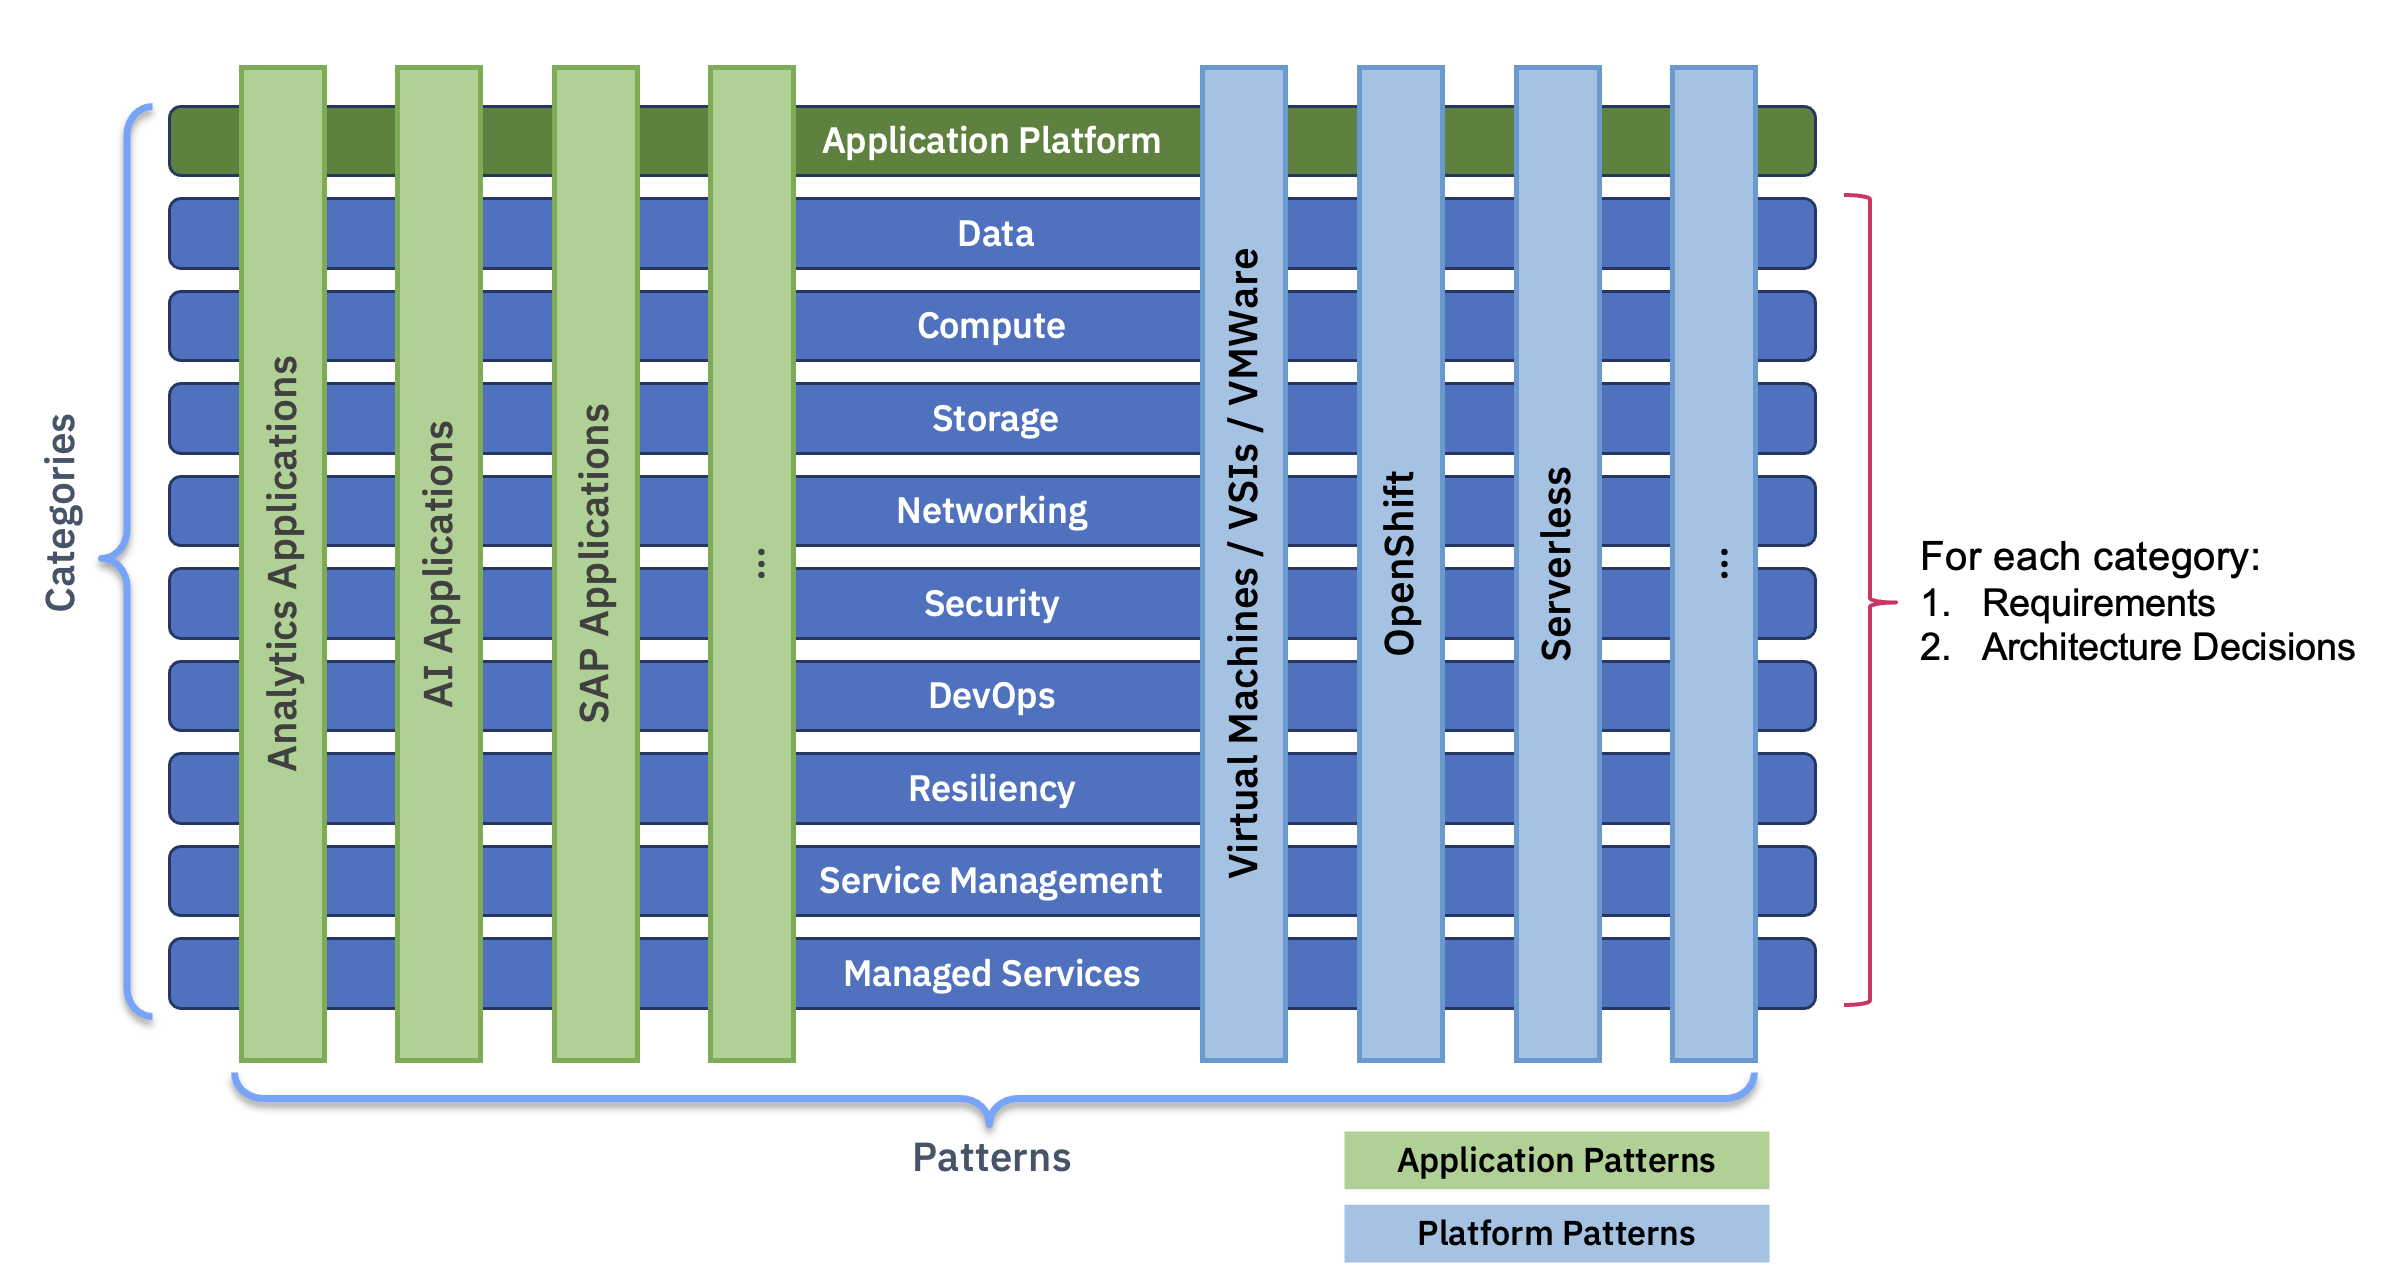 Categories
Analytics Applications
AI Applications
SAP Applications
...
Application Platform
Data
Compute
Storage
Networking
Security
DevOps
Resiliency
Service Management
Managed Services
Virtual Machines / VSIs / VMWare
OpenShift
Serverless
...
For each category:
1. Requirements
2. Architecture Decisions
Patterns
Application Patterns
Platform Patterns